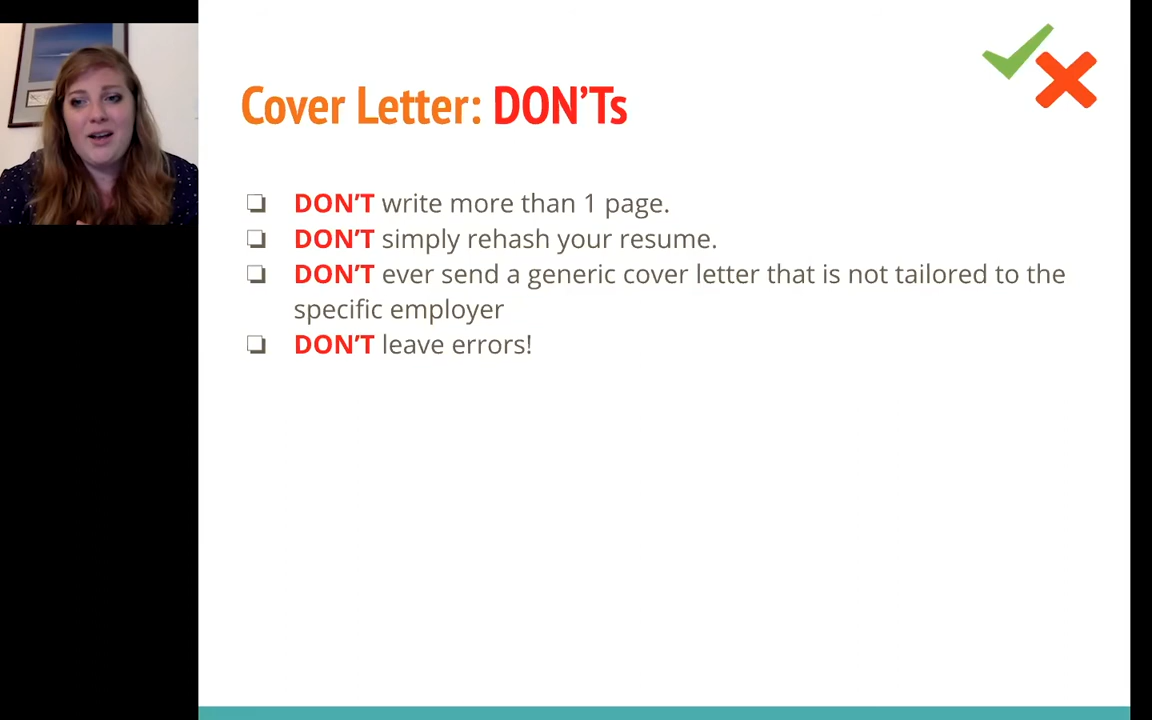 Cover Letter: DON'Ts
❏ DON'T write more than 1 page.
❏ DON'T simply rehash your resume.
❏ DON'T ever send a generic cover letter that is not tailored to the
specific employer
❏ DON'T leave errors!